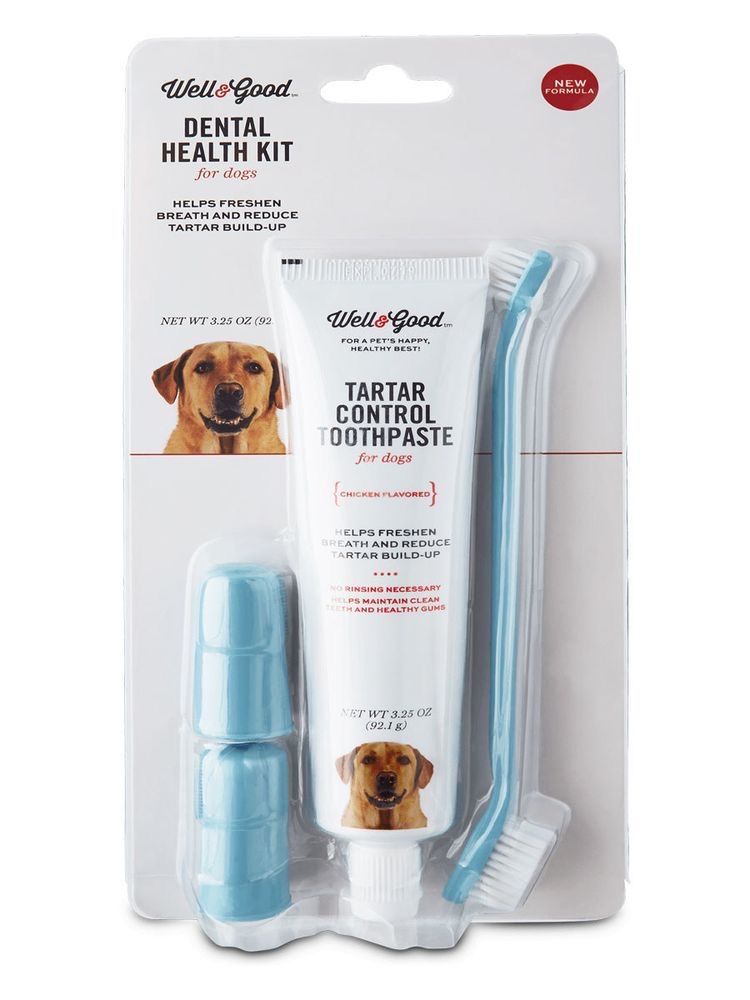 Well&Good™
DENTAL
HEALTH KIT
for dogs
HELPS FRESHEN
BREATH AND REDUCE
TARTAR BUILD-UP
NET WT 3.25 OZ (92.
NEW
FORMULA
Well&Good™
FOR A PET'S HAPPY,
HEALTHY BEST!
TARTAR
CONTROL
TOOTHPASTE
for dogs
{CHICKEN FLAVORED}
HELPS FRESHEN
BREATH AND REDUCE
TARTAR BUILD-UP
NO RINSING NECESSARY
HELPS MAINTAIN CLEAN
TEETH AND HEALTHY GUMS
NET WT 3.25 OZ
(92.1 g)